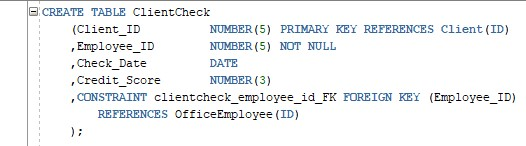 CREATE TABLE ClientCheck
(Client_ID NUMBER(5) PRIMARY KEY REFERENCES Client(ID)
,Employee_ID NUMBER(5) NOT NULL
,Check_Date DATE
,Credit_Score NUMBER(3)
,CONSTRAINT clientcheck_employee_id_FK FOREIGN KEY (Employee_ID)
REFERENCES OfficeEmployee(ID)
);